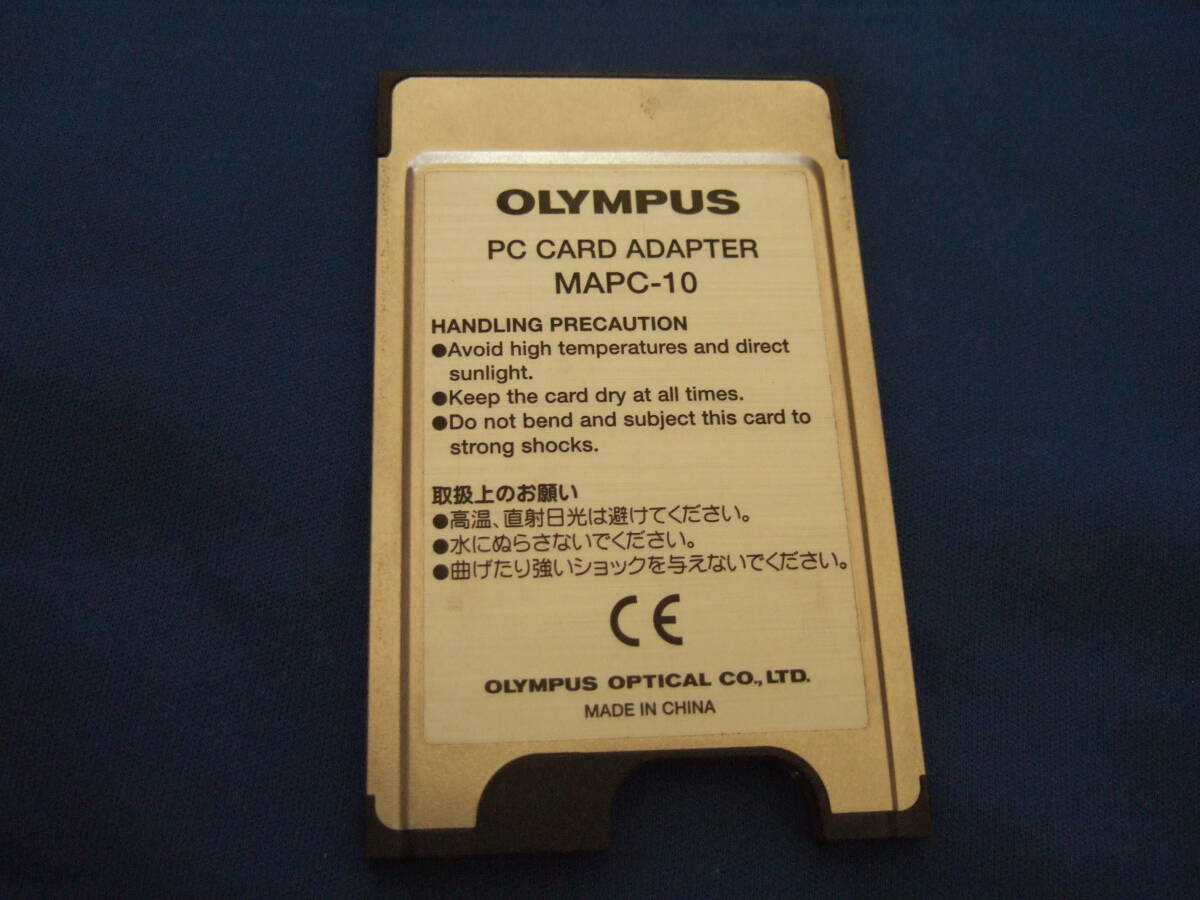 OLYMPUS
PC CARD ADAPTER
MAPC-10
HANDLING PRECAUTION
●Avoid high temperatures and direct
sunlight.
●Keep the card dry at all times.
●Do not bend and subject this card to
strong shocks.
取扱上のお願い
●高温、直射日光は避けてください。
●水にぬらさないでください。
●曲げたり強いショックを与えないでください。
CE
OLYMPUS OPTICAL CO.,LTD.
MADE IN CHINA